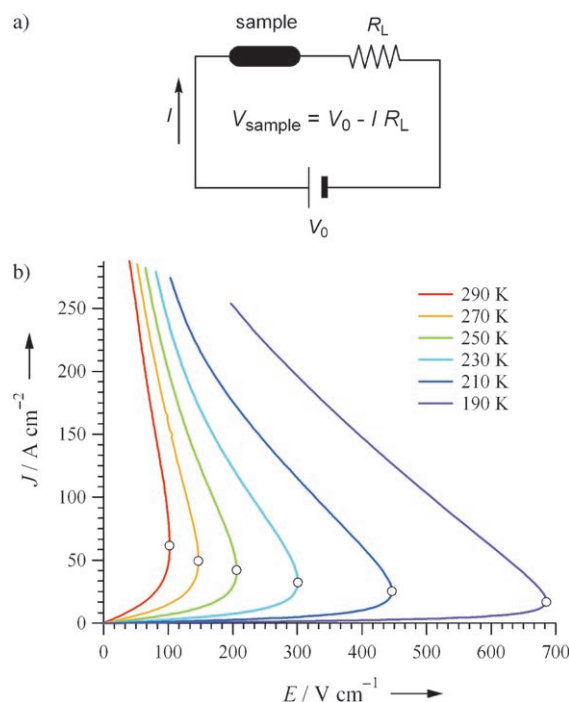 a)
sample
R_L
I
V_sample = V_0 - I R_L
V_0
b)
290 K
270 K
250 K
230 K
210 K
190 K
250
200
150
100
50
0
J / A cm⁻²
0 100 200 300 400 500 600 700
E / V cm⁻¹